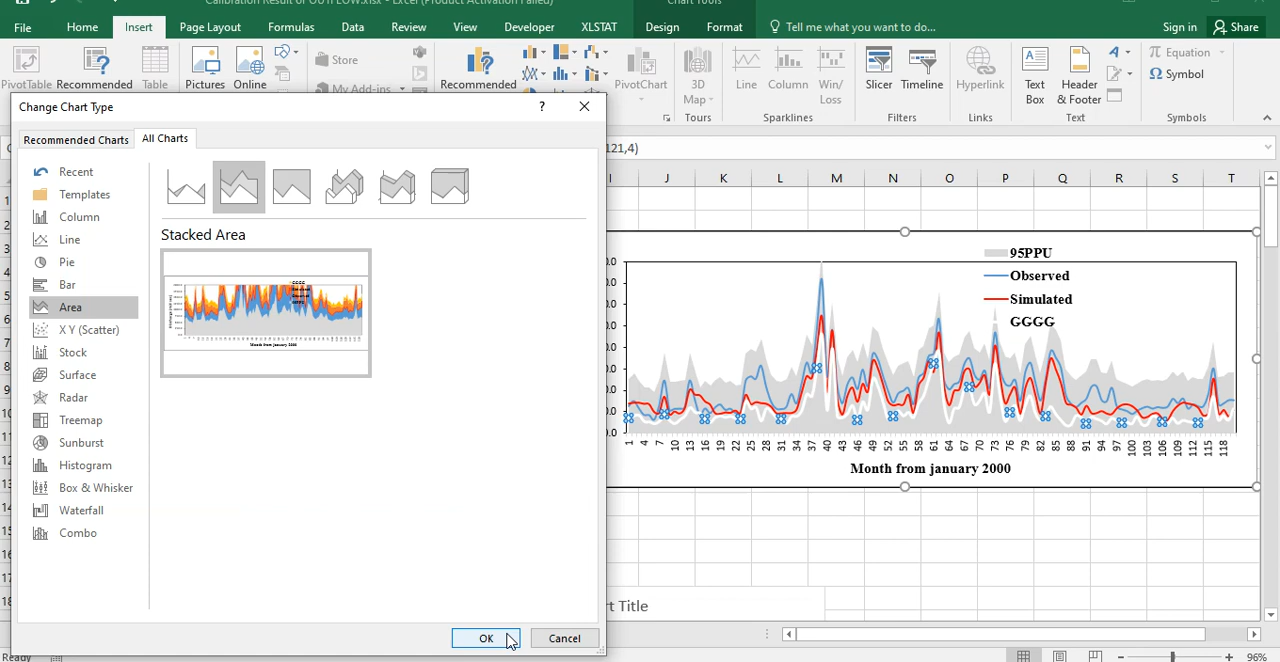 Calibration Result of OUTFLOW.xlsx - Excel (Product Activation Failed) Chart Tools
File Home Insert Page Layout Formulas Data Review View Developer XLSTAT Design Format Tell me what you want to do... Sign in Share
PivotTable Recommended Table Pictures Online Store My Add-ins Recommended PivotChart 3D Map Line Column Win/ Loss Slicer Timeline Hyperlink Text Box Header & Footer Equation Symbol
Tours Sparklines Filters Links Text Symbols
Change Chart Type ?
Recommended Charts All Charts
121,4)
Recent
Templates
Column
Line
Pie
Bar
Area
X Y (Scatter)
Stock
Surface
Radar
Treemap
Sunburst
Histogram
Box & Whisker
Waterfall
Combo
Stacked Area
Month from january 2000
OK Cancel
I J K L M N O P Q R S T
95PPU
Observed
Simulated
GGGG
1 4 7 10 13 16 19 22 25 28 31 34 37 40 43 46 49 52 55 58 61 64 67 70 73 76 79 82 85 88 91 94 97 100 103 106 109 112 115 118
Month from january 2000
rt Title
Ready 96%